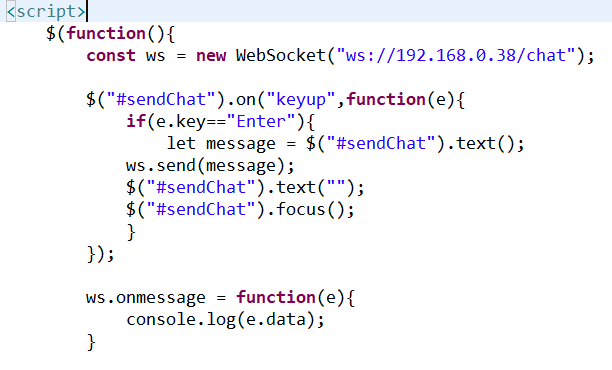 <script>
$(function(){
const ws = new WebSocket("ws://192.168.0.38/chat");
$("#sendChat").on("keyup",function(e){
if(e.key=="Enter"){
let message = $("#sendChat").text();
ws.send(message);
$("#sendChat").text("");
$("#sendChat").focus();
}
});
ws.onmessage = function(e){
console.log(e.data);
}